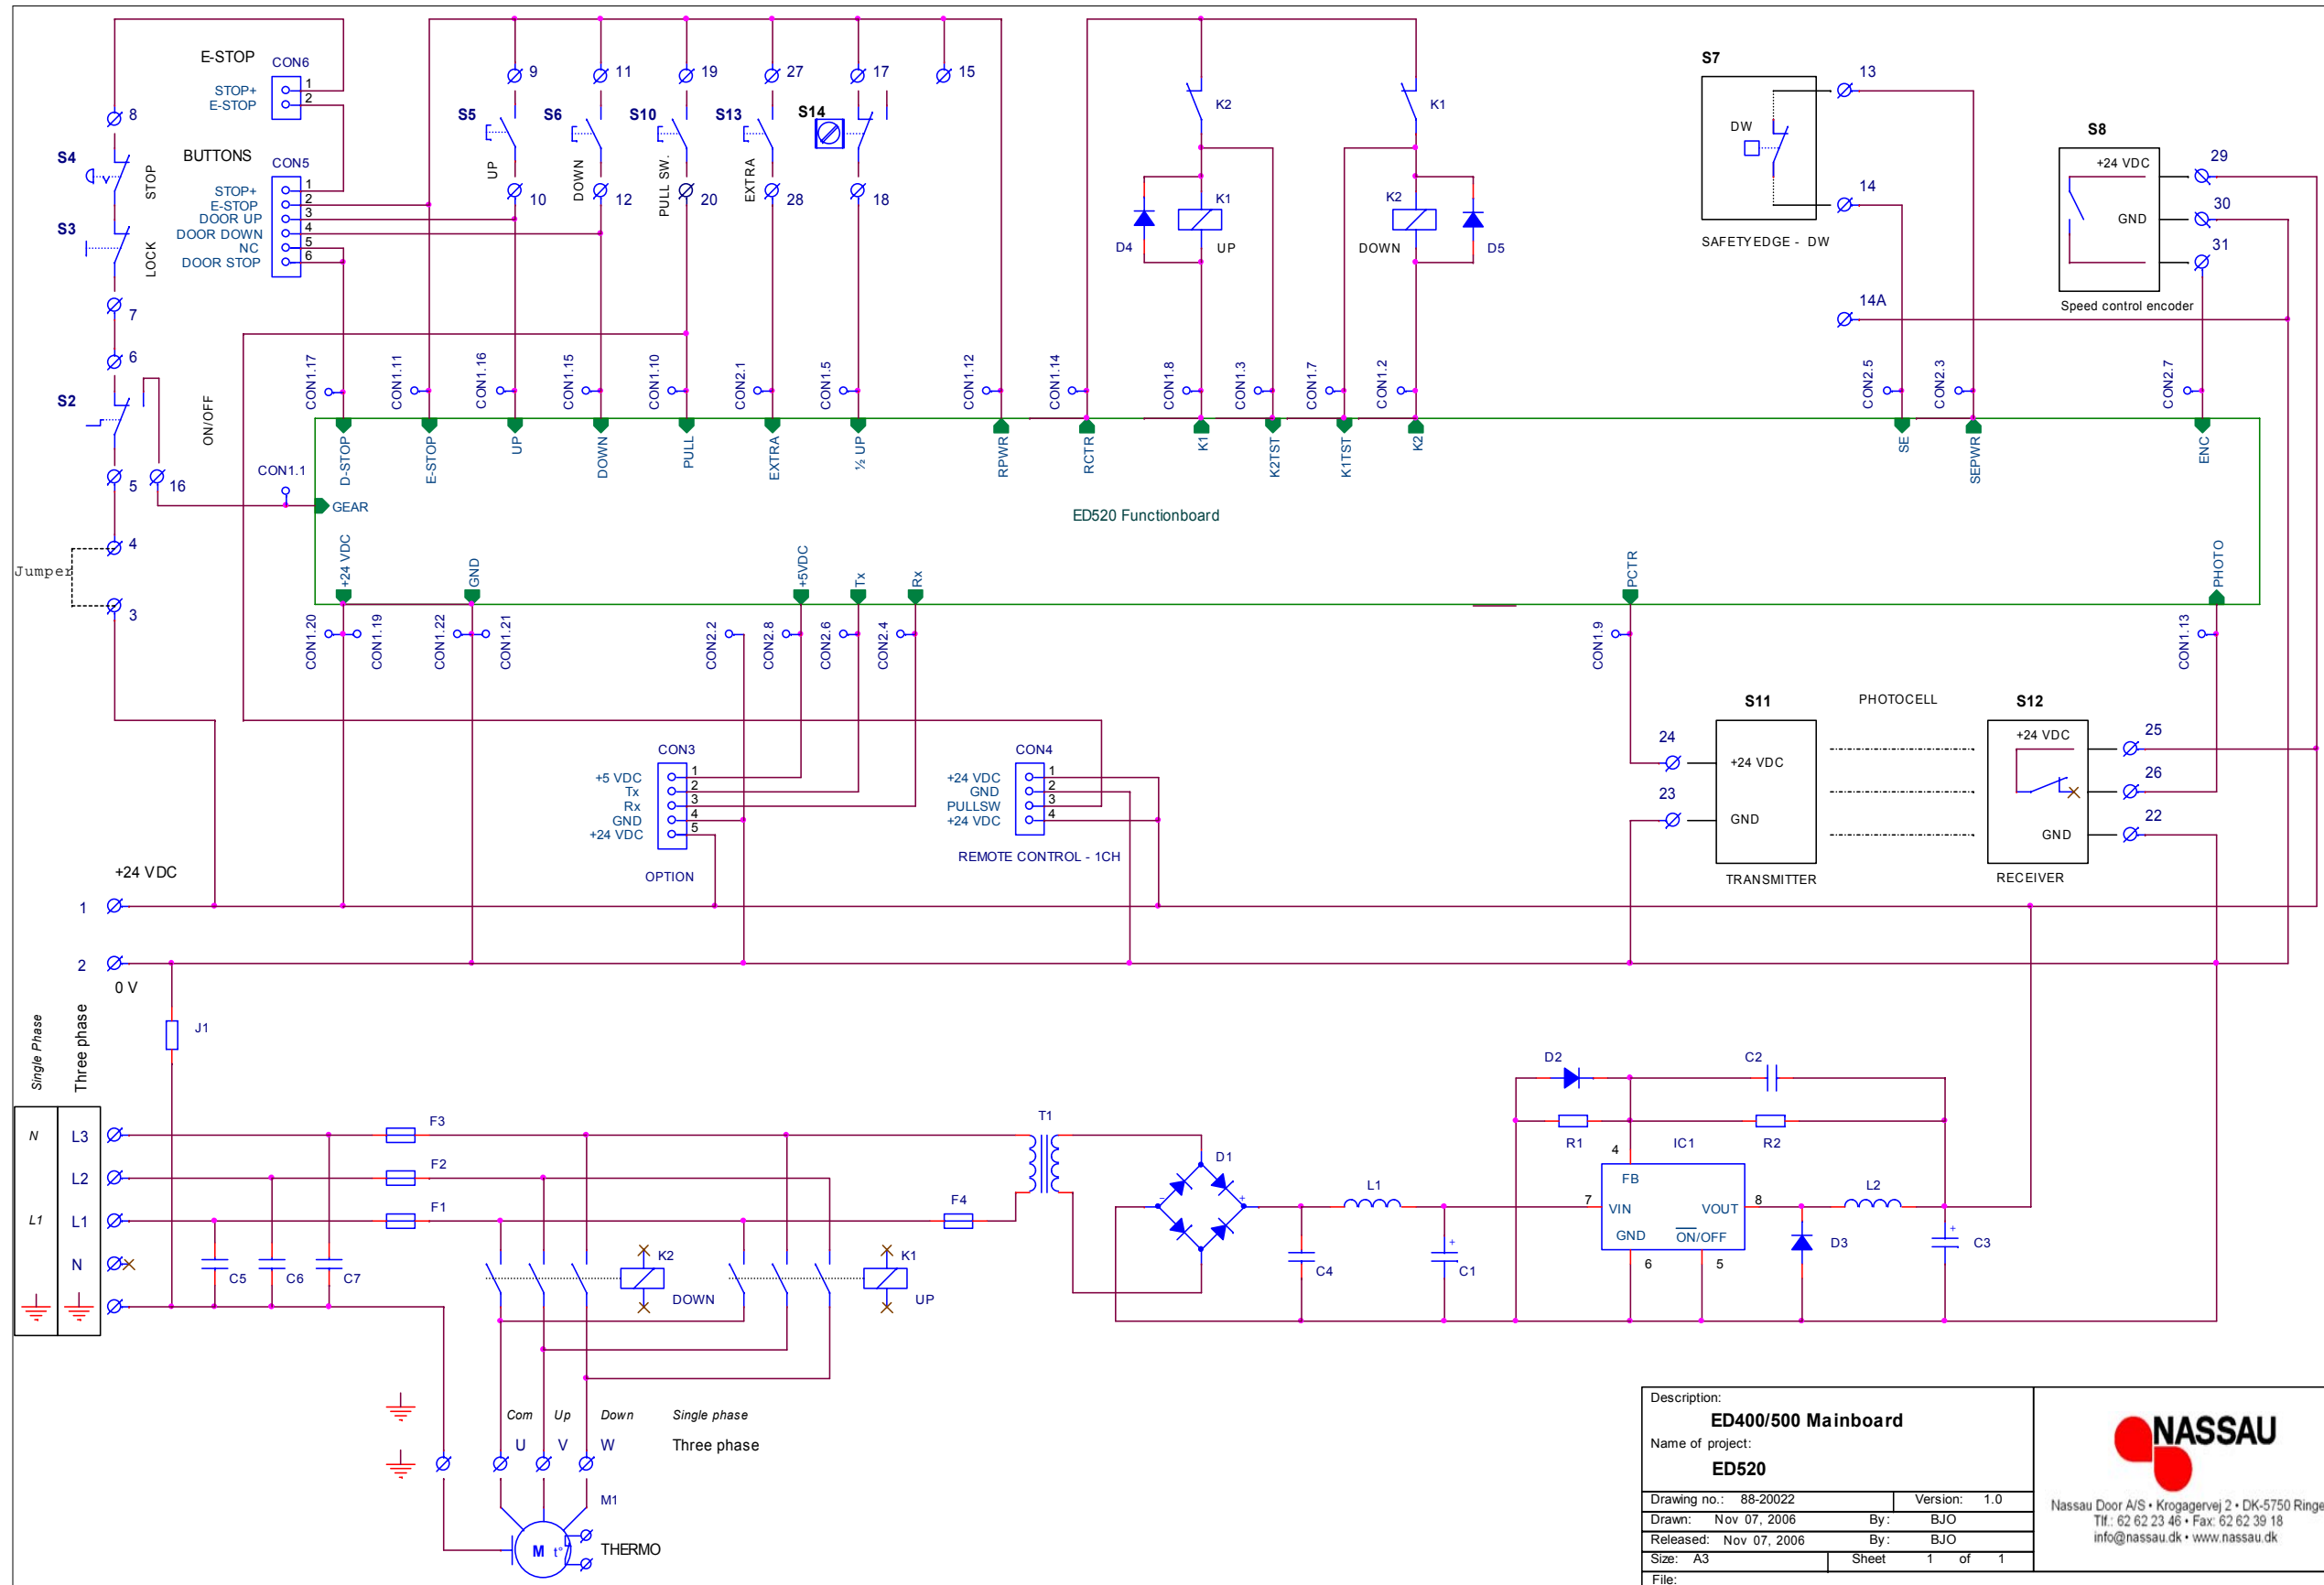 E-STOP
CON6
STOP+ 1
E-STOP 2
BUTTONS
CON5
STOP+ 1
E-STOP 2
DOOR UP 3
DOOR DOWN 4
NC 5
DOOR STOP 6
8
S4
STOP
S3
LOCK
7
6
S2
ON/OFF
5
16
CON1.1
4
Jumper
3
9
11
19
27
17
15
S5
S6
S10
S13
S14
UP
DOWN
PULL SW.
EXTRA
10
12
20
28
18
K2
K1
K1
UP
D4
K2
DOWN
D5
S7
DW
13
14
SAFETYEDGE - DW
14A
S8
+24 VDC
GND
29
30
31
Speed control encoder
CON1.17
CON1.11
CON1.16
CON1.15
CON1.10
CON2.1
CON1.5
CON1.12
CON1.14
CON1.8
CON1.3
CON1.7
CON1.2
CON2.5
CON2.3
CON2.7
D-STOP
E-STOP
UP
DOWN
PULL
EXTRA
½ UP
RPWR
RCTR
K1
K2TST
K1TST
K2
SE
SEPWR
ENC
GEAR
ED520 Functionboard
+24 VDC
GND
+5VDC
Tx
Rx
PCTR
PHOTO
CON1.20
CON1.19
CON1.22
CON1.21
CON2.2
CON2.8
CON2.6
CON2.4
CON1.9
CON1.13
CON3
+5 VDC 1
Tx 2
Rx 3
GND 4
+24 VDC 5
OPTION
CON4
+24 VDC 1
GND 2
PULLSW 3
+24 VDC 4
REMOTE CONTROL - 1CH
S11
PHOTOCELL
S12
24
+24 VDC
23
GND
TRANSMITTER
+24 VDC
GND
25
26
22
RECEIVER
+24 VDC
1
2
0 V
Single Phase
Three phase
J1
N L3
L2
L1 L1
N
F3
F2
F1
C5
C6
C7
K2
DOWN
K1
UP
F4
T1
D1
-
+
L1
C4
+
C1
D2
C2
R1
IC1
R2
4
FB
7
VIN
VOUT
8
GND
ON/OFF
6
5
L2
D3
+
C3
Com Up Down Single phase
U V W Three phase
M1
M t°
THERMO
Description:
ED400/500 Mainboard
Name of project:
ED520
Drawing no.: 88-20022 Version: 1.0
Drawn: Nov 07, 2006 By: BJO
Released: Nov 07, 2006 By: BJO
Size: A3 Sheet 1 of 1
File:
NASSAU
Nassau Door A/S • Krogagervej 2 • DK-5750 Ringe
Tlf.: 62 62 23 46 • Fax: 62 62 39 18
info@nassau.dk • www.nassau.dk